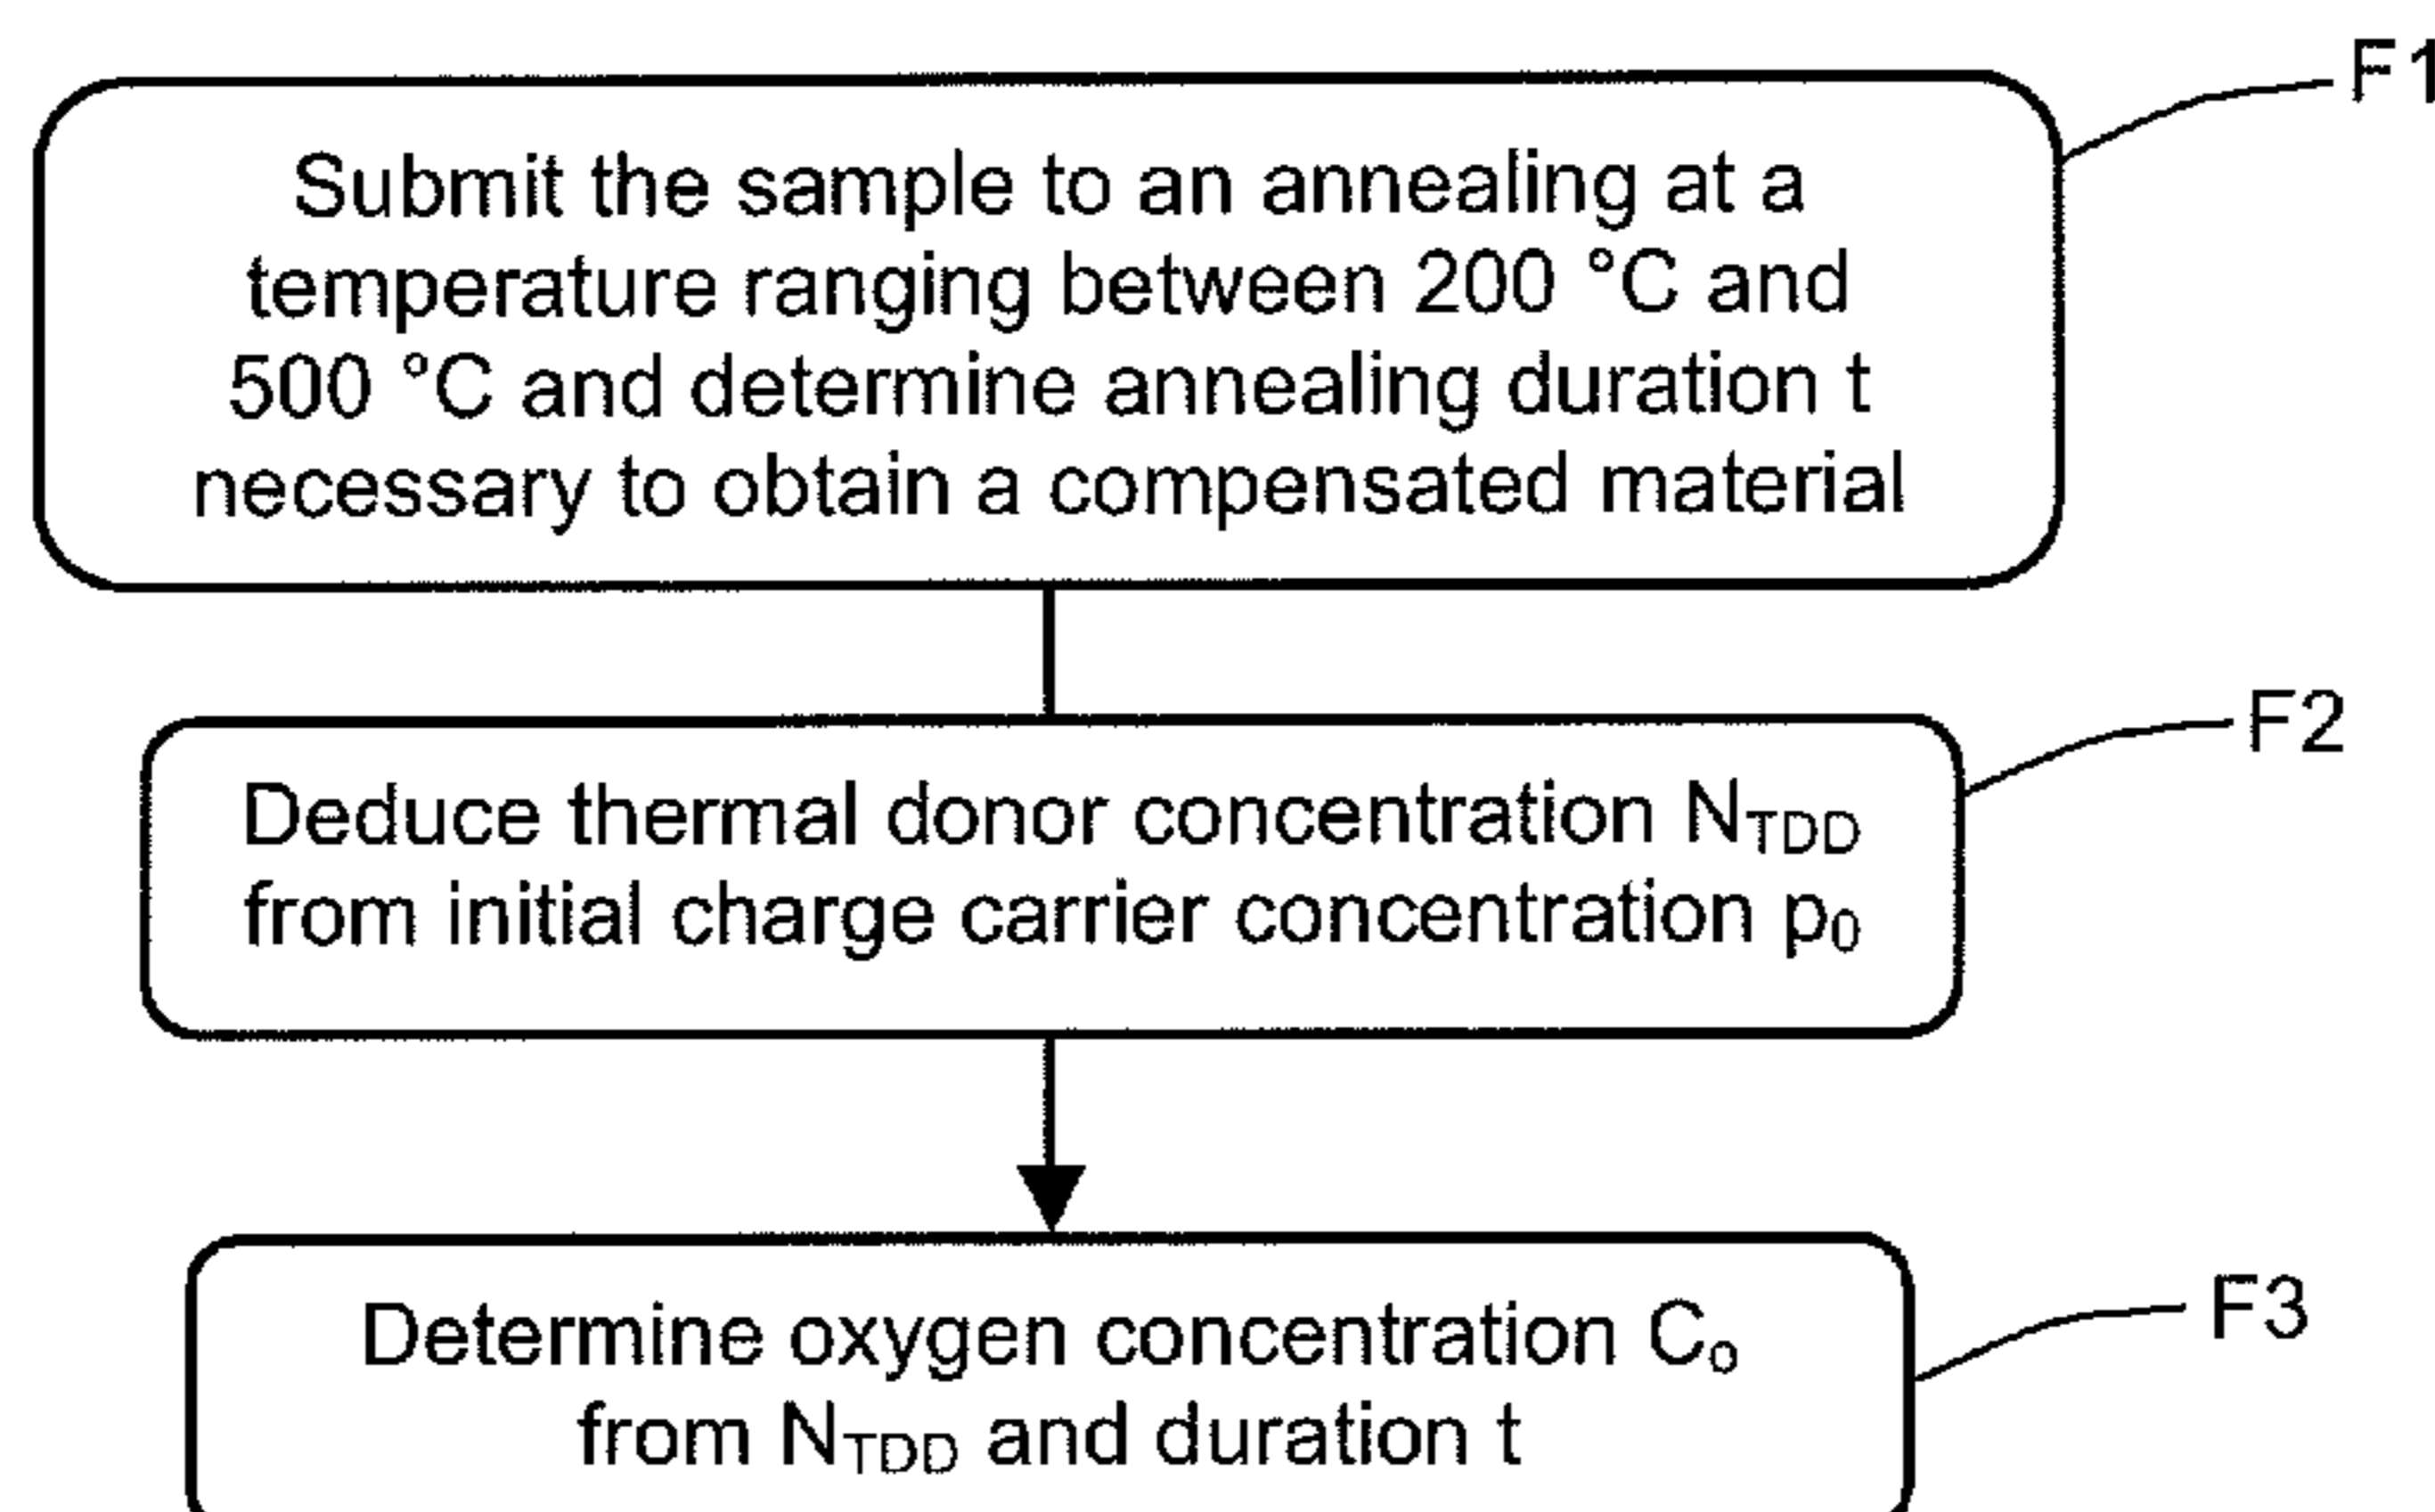 F1
Submit the sample to an annealing at a
temperature ranging between 200 °C and
500 °C and determine annealing duration t
necessary to obtain a compensated material
F2
Deduce thermal donor concentration N_TDD
from initial charge carrier concentration p₀
F3
Determine oxygen concentration Cₒ
from N_TDD and duration t